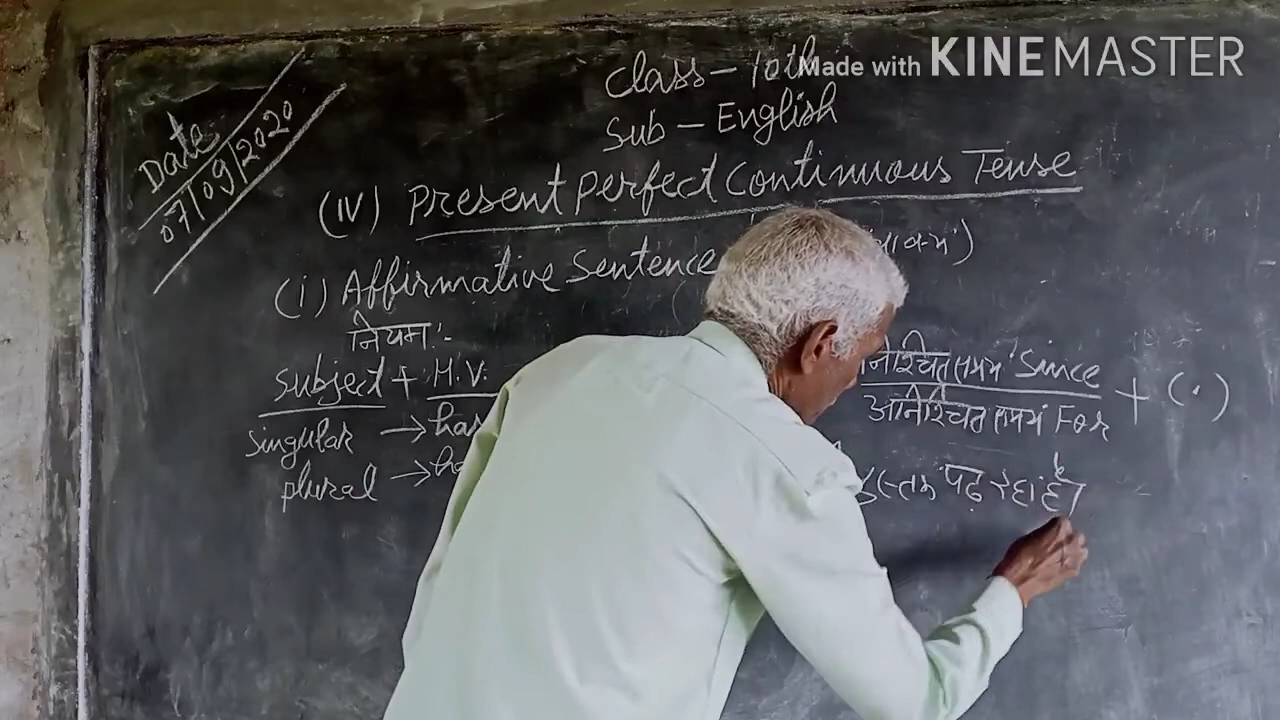 Made with KINEMASTER
Class - 10th
Sub - English
Date
07/09/2020
(IV) Present Perfect Continuous Tense
(i) Affirmative Sentence
नियम :-
Subject + H.V.
निश्चित समय Since
अनिश्चित समय For + (.)
singular →
plural →
पढ़ रहा है।